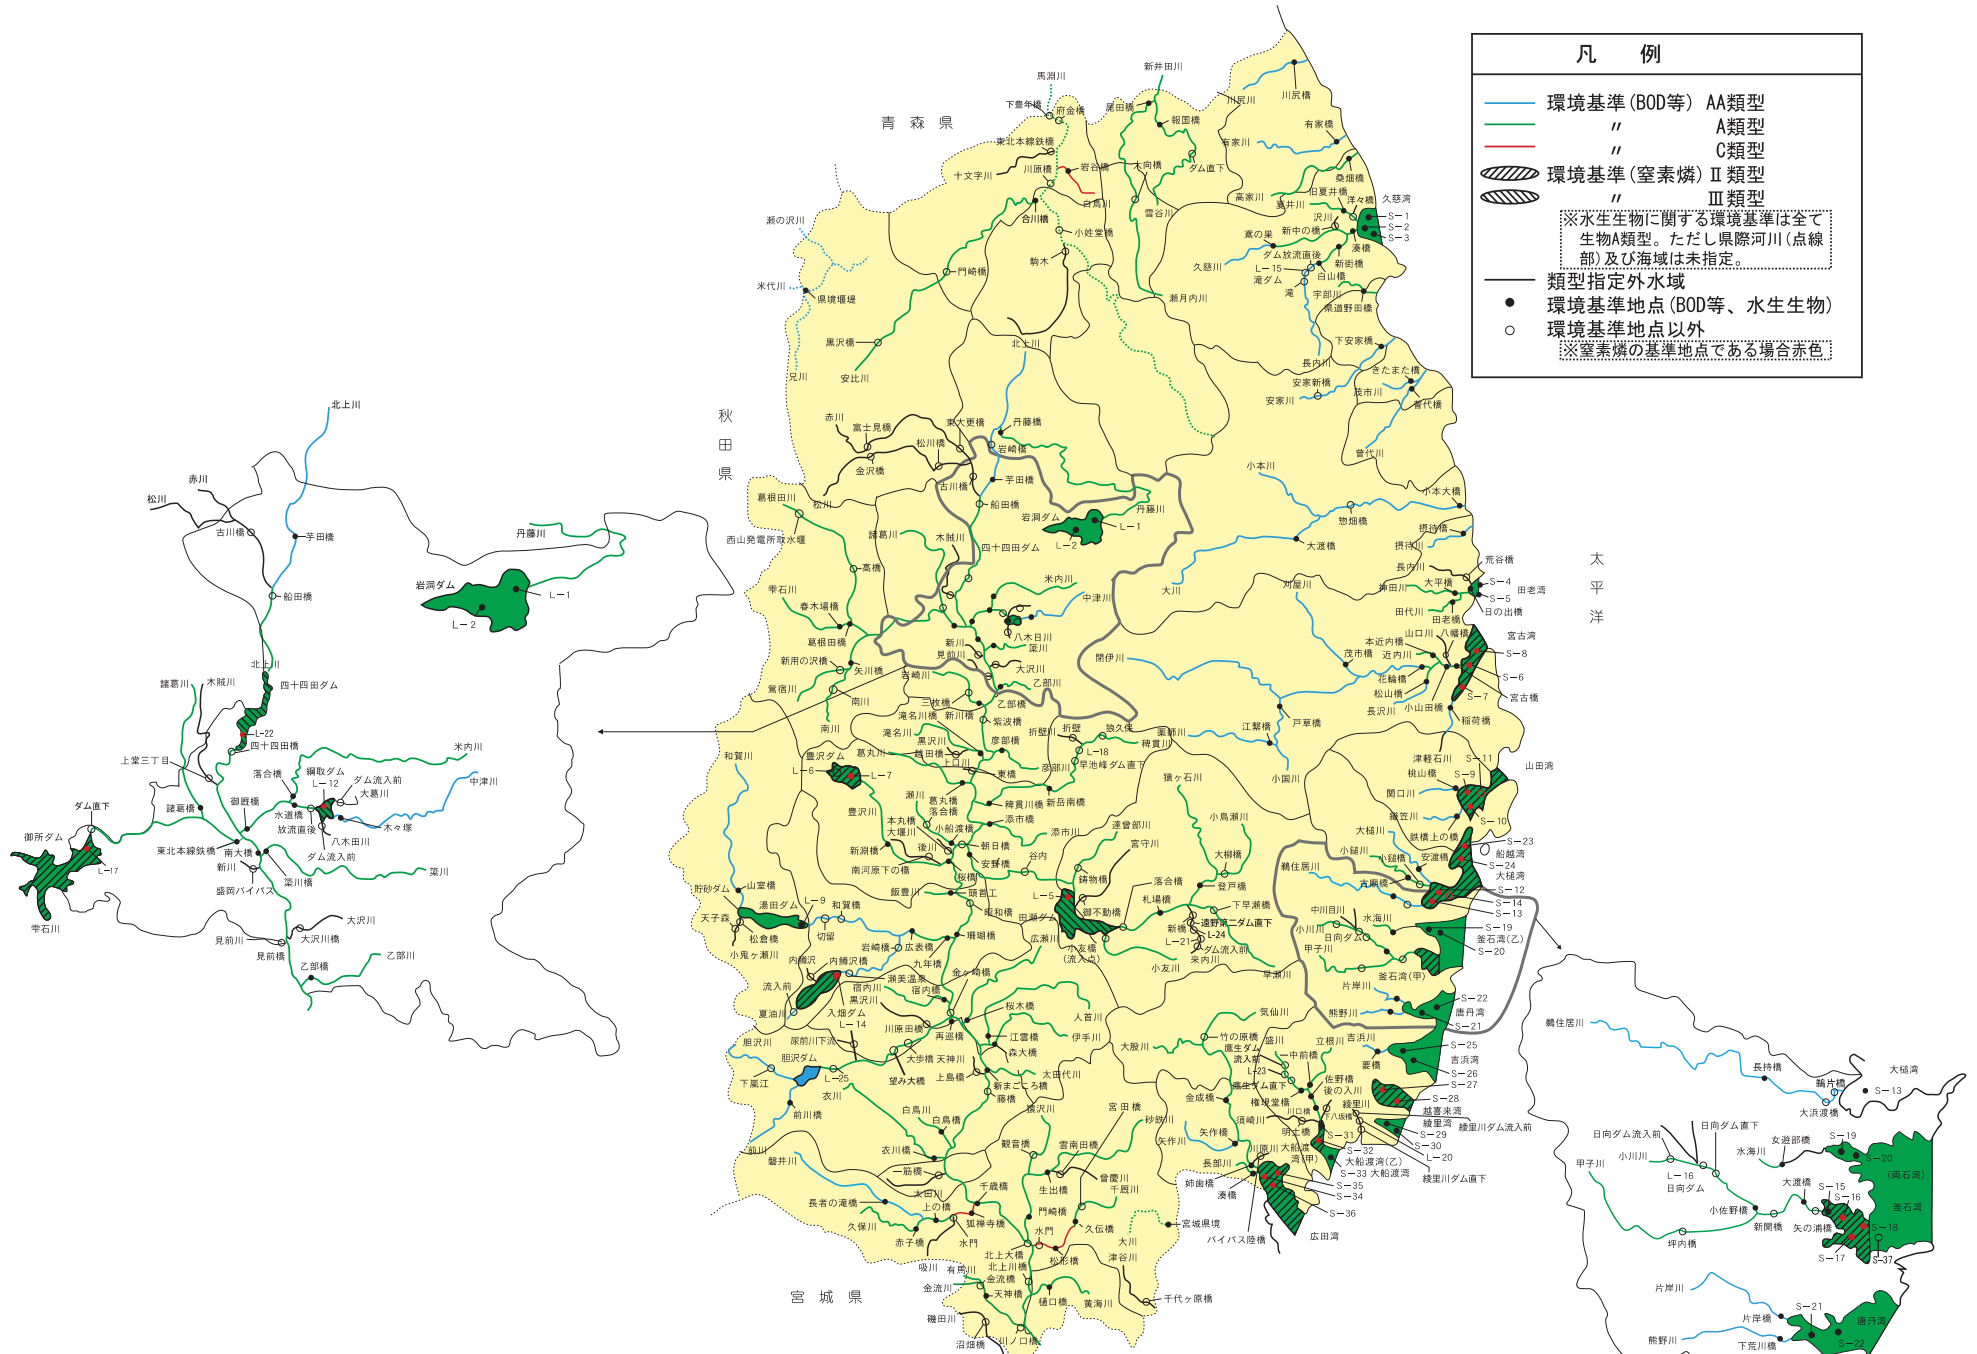 凡　例
環境基準(BOD等) AA類型
〃 A類型
〃 C類型
環境基準(窒素燐)Ⅱ類型
〃 Ⅲ類型
※水生生物に関する環境基準は全て
生物A類型。ただし県際河川(点線
部)及び海域は未指定。
類型指定外水域
環境基準地点(BOD等、水生生物)
環境基準地点以外
※窒素燐の基準地点である場合赤色
青森県
秋田県
太平洋
宮城県
馬淵川
新井田川
下豊年橋
府金橋
尾田橋
報国橋
東北本線鉄橋
十文字川
川原橋
岩谷橋
大向橋
ダム直下
白鳥川
雪谷川
合川橋
小姓堂橋
駒木
門崎橋
瀬月内川
黒沢橋
安比川
瀬の沢川
米代川
県境堰堤
兄川
北上川
川尻川
川尻橋
有家橋
有家川
桑畑橋
高家川
旧夏井橋
夏井川
洋々橋
久慈湾
沢川
新中の橋
S-1
S-2
S-3
鳶の巣
湊橋
ダム放流直後
新街橋
久慈川
L-15
白山橋
滝ダム
滝
宇部川
県道野田橋
長内川
下安家橋
きたまた橋
安家新橋
茂市川
安家川
普代橋
普代川
赤川
富士見橋
松川橋
東大更橋
丹藤橋
岩崎橋
金沢橋
古川橋
芋田橋
松川
船田橋
葛根田川
西山発電所取水堰
諸葛川
木賊川
四十四田ダム
岩洞ダム
L-1
L-2
丹藤川
小本川
小本大橋
惣畑橋
大渡橋
大川
摂待橋
摂待川
荒谷橋
長内川
神田川
大平橋
S-4
S-5
田老湾
日の出橋
田代川
田老橋
高橋
雫石川
春木場橋
葛根田橋
米内川
中津川
八木田川
新川
見前川
簗川
大沢川
乙部川
乙部橋
新用の沢橋
矢川橋
鶯宿川
南川
岩崎川
三枚橋
紫波橋
刈屋川
閉伊川
茂市橋
戸草橋
江繋橋
薬師川
小国川
山口川
八幡橋
本近内橋
近内川
花輪橋
松山橋
長沢川
小山田橋
稲荷橋
津軽石川
宮古湾
S-8
S-6
宮古橋
S-7
滝名川橋
新川橋
滝名川
黒沢川
越田橋
葛丸川
上口川
彦部橋
彦部川
東橋
折壁川
折壁
狼久保
稗貫川
L-18
早池峰ダム直下
新岳南橋
稗貫川橋
豊沢ダム
L-6
L-7
豊沢川
瀬川
葛丸橋
落合橋
本丸橋
大堰川
小船渡橋
後川
朝日橋
添市橋
添市川
安野橋
新淵橋
南河原下の橋
桜橋
飯豊川
頭首工
昭和橋
谷内
和賀川
山室橋
貯砂ダム
湯田ダム
L-9
和賀橋
天子森
松倉橋
小鬼ヶ瀬川
切留
岩崎橋
広表橋
九年橋
珊瑚橋
猿ヶ石川
達曾部川
宮守川
小烏瀬川
大柳橋
鋳物橋
登戸橋
L-5
落合橋
札場橋
下早瀬橋
御不動橋
田瀬ダム
広瀬川
遠野第二ダム直下
新橋
L-24
L-21
ダム流入前
来内川
小友橋
(流入点)
小友川
早瀬川
桃山橋
S-11
S-9
山田湾
関口川
S-10
織笠川
大槌川
鉄橋上の橋
S-23
船越湾
小鎚川
小鎚橋
安渡橋
S-24
大槌湾
古廟橋
S-12
S-14
S-13
鵜住居川
中川目川
水海川
小川川
日向ダム
甲子川
釜石湾(甲)
S-19
釜石湾(乙)
S-20
片岸川
S-22
唐丹湾
S-21
熊野川
内鱒沢
内鱒沢橋
瀬美温泉
流入前
夏油川
入畑ダム
L-14
黒沢川
宿内川
宿内橋
金ヶ崎橋
川原田橋
再巡橋
桜木橋
江雲橋
森大橋
人首川
伊手川
尿前川下流
胆沢川
胆沢ダム
下嵐江
L-25
大歩橋
天神川
望み大橋
上島橋
新まごころ橋
太田代川
藤橋
前川橋
前川
衣川
白鳥川
白鳥橋
衣川橋
磐井川
一筋橋
長者の滝橋
太田川
上の橋
千歳橋
久保川
赤子橋
狐禅寺橋
水門
吸川
有馬川
金流川
金流橋
天神橋
磯田川
沼畑橋
川ノ口橋
北上大橋
北上川橋
猿沢川
観音橋
雲南田橋
宮田橋
砂鉄川
生出橋
曾慶川
千厩川
門崎橋
久伝橋
水門
松形橋
樋口橋
黄海川
津谷川
千代ヶ原橋
大川
宮城県境
気仙川
竹の原橋
大股川
鷹生ダム
流入前
L-23
鷹生ダム直下
盛川
立根川
中前橋
佐野橋
後の入川
権現堂橋
川口橋
下八坂橋
金成橋
須崎川
明土橋
大船渡
湾(甲)
矢作川
矢作橋
長部川
川原川
姉歯橋
湊橋
バイパス陸橋
広田湾
吉浜川
要橋
S-25
吉浜湾
S-26
S-27
S-28
越喜来湾
綾里湾
綾里川
綾里川ダム流入前
S-29
S-30
L-20
綾里川ダム直下
S-31
S-32
大船渡湾(乙)
S-33
大船渡湾
S-35
S-34
S-36
北上川
赤川
松川
古川橋
芋田橋
船田橋
丹藤川
岩洞ダム
L-1
L-2
北上川
諸葛川
木賊川
四十四田ダム
L-22
四十四田橋
上堂三丁目
米内川
綱取ダム
落合橋
L-12
ダム流入前
大葛川
中津川
御厩橋
水道橋
放流直後
八木田川
木々塚
ダム流入前
ダム直下
諸葛橋
御所ダム
L-17
東北本線鉄橋
南大橋
新川
簗川橋
簗川
盛岡バイパス
雫石川
大沢川
大沢川橋
見前川
見前橋
乙部橋
乙部川
鵜住居川
長持橋
鵜片橋
大槌湾
S-13
大浜渡橋
日向ダム流入前
日向ダム直下
小川川
甲子川
L-16
日向ダム
女遊部橋
水海川
S-19
S-20
(両石湾)
大渡橋
S-15
S-16
釜石湾
小佐野橋
新開橋
矢の浦橋
S-18
坪内橋
S-17
S-37
片岸川
片岸橋
S-21
唐丹湾
熊野川
下荒川橋
S-22